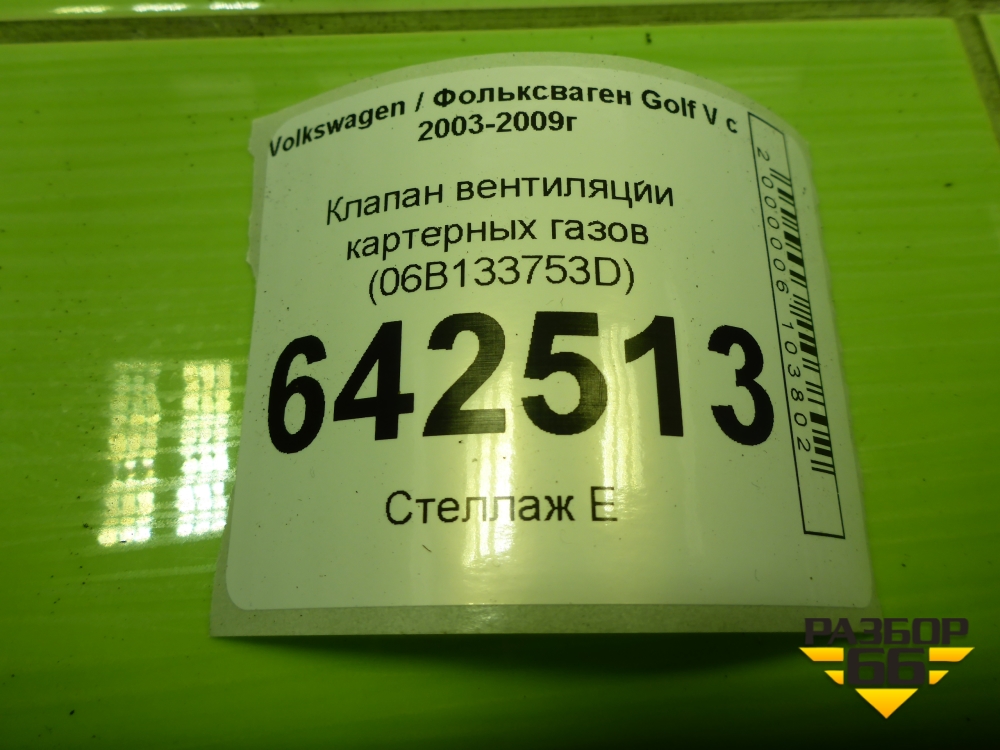 Volkswagen / Фольксваген Golf V с
2003-2009г
Клапан вентиляции
картерных газов
(06B133753D)
642513
Стеллаж Е
2000006103802
РАЗБОР
66